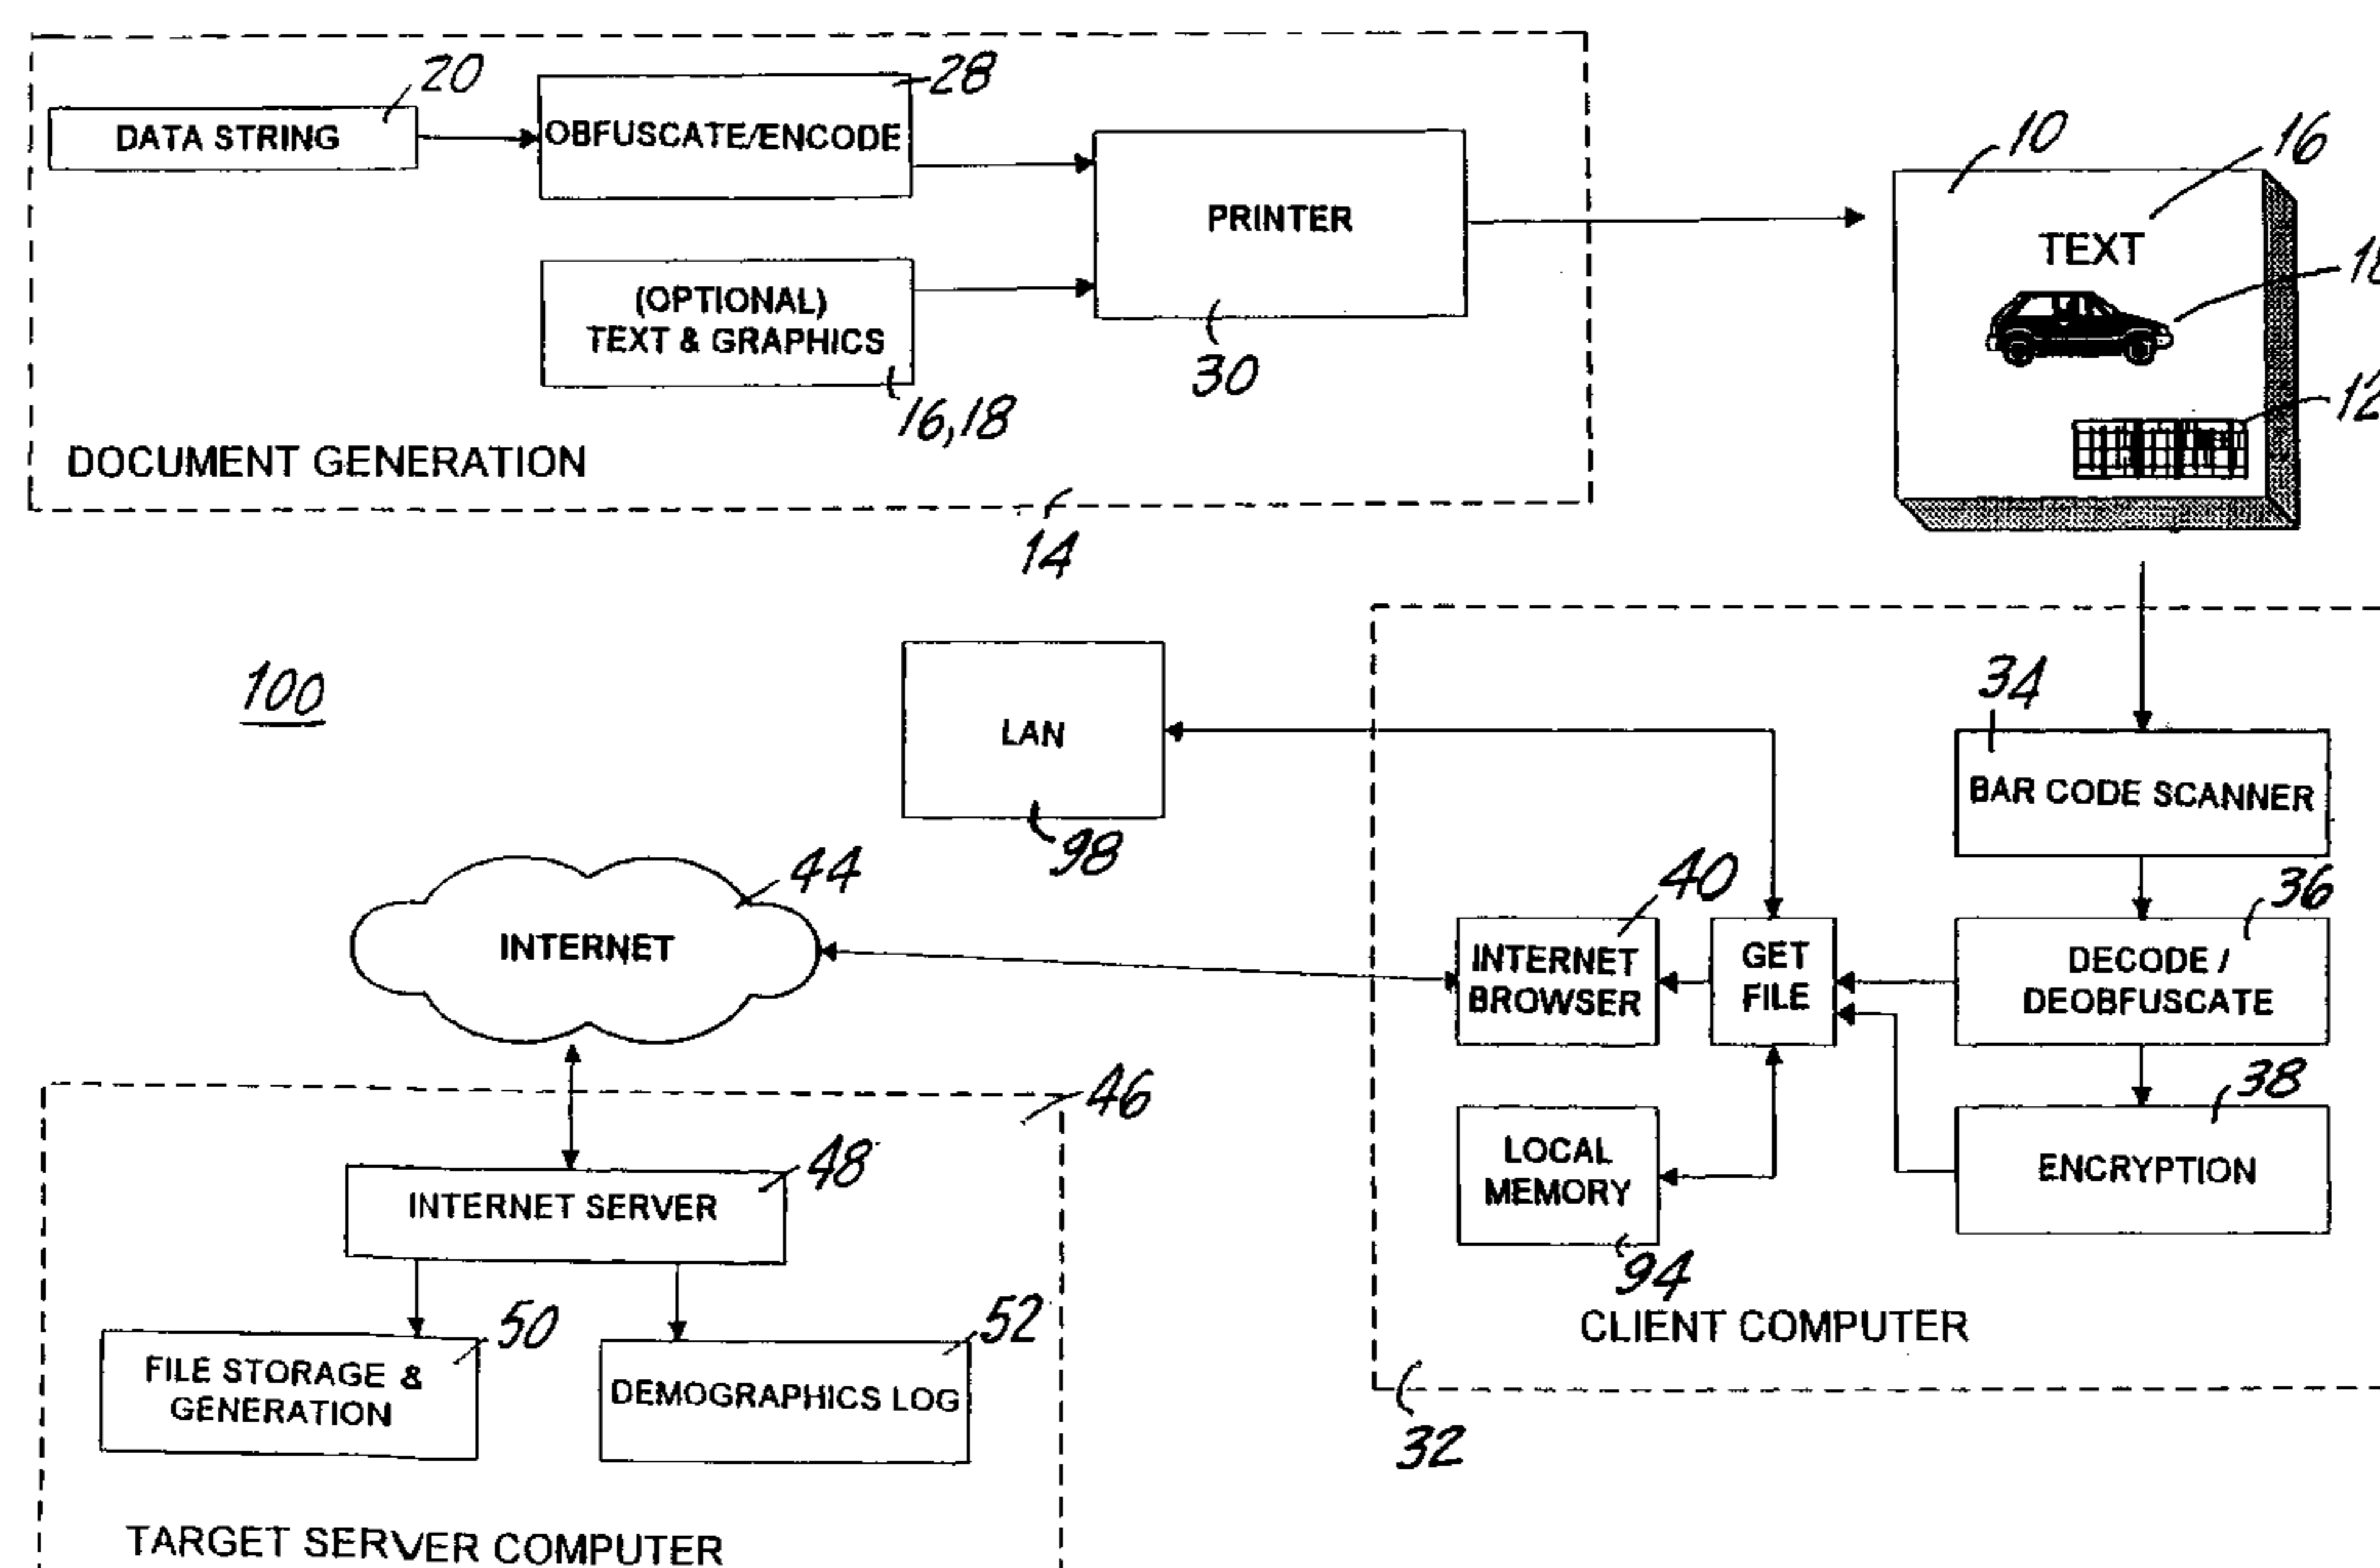 20
28
DATA STRING
OBFUSCATE/ENCODE
PRINTER
(OPTIONAL)
TEXT & GRAPHICS
30
16,18
DOCUMENT GENERATION
14
10
16
TEXT
12
100
LAN
98
34
BAR CODE SCANNER
44
INTERNET
40
INTERNET
BROWSER
GET
FILE
36
DECODE /
DEOBFUSCATE
38
ENCRYPTION
LOCAL
MEMORY
94
CLIENT COMPUTER
32
46
48
INTERNET SERVER
50
FILE STORAGE &
GENERATION
52
DEMOGRAPHICS LOG
TARGET SERVER COMPUTER